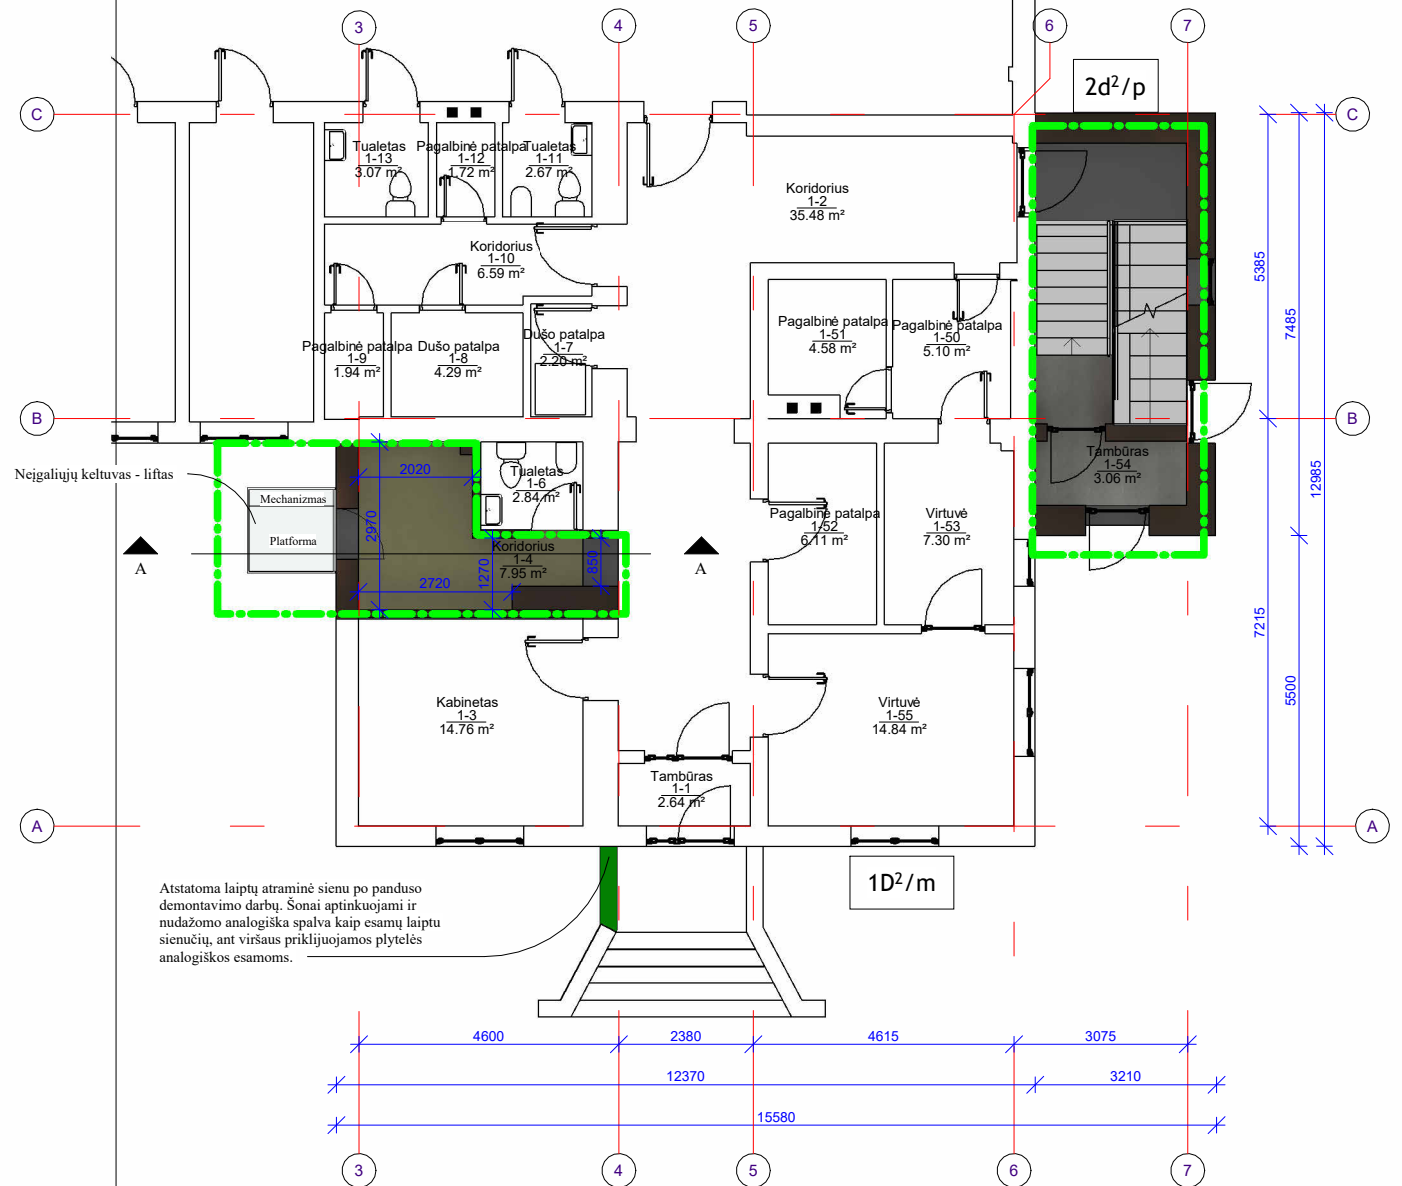 3
4
5
6
7
2d²/p
C
C
Tualetas
1-13
3.07 m²
Pagalbinė patalpa
1-12
1.72 m²
Tualetas
1-11
2.67 m²
Koridorius
1-2
35.48 m²
Koridorius
1-10
6.59 m²
5385
7485
12985
Pagalbinė patalpa
1-9
1.94 m²
Dušo patalpa
1-8
4.29 m²
Dušo patalpa
1-7
2.20 m²
Pagalbinė patalpa
1-51
4.58 m²
Pagalbinė patalpa
1-50
5.10 m²
B
B
Neįgaliųjų keltuvas - liftas
Mechanizmas
Platforma
2020
2970
Tualetas
1-6
2.84 m²
Tambūras
1-54
3.06 m²
Pagalbinė patalpa
1-52
6.11 m²
Virtuvė
1-53
7.30 m²
A
A
Koridorius
1-4
7.95 m²
2720
1270
850
7215
5500
Kabinetas
1-3
14.76 m²
Virtuvė
1-55
14.84 m²
Tambūras
1-1
2.64 m²
A
A
1D²/m
Atstatoma laiptų atraminė sienu po panduso
demontavimo darbų. Šonai aptinkuojami ir
nudažomo analogiška spalva kaip esamų laiptu
sienučių, ant viršaus priklijuojamos plytelės
analogiškos esamoms.
4600
2380
4615
3075
12370
3210
15580
3
4
5
6
7